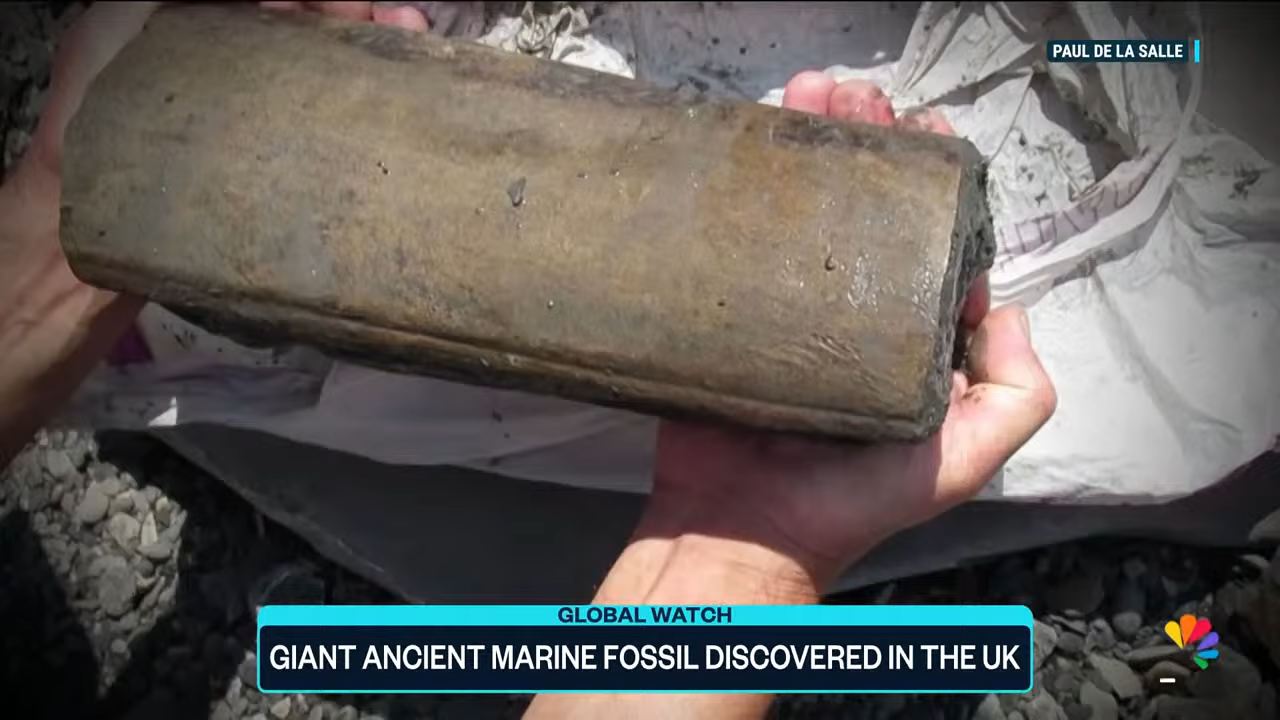 PAUL DE LA SALLE
GLOBAL WATCH
GIANT ANCIENT MARINE FOSSIL DISCOVERED IN THE UK